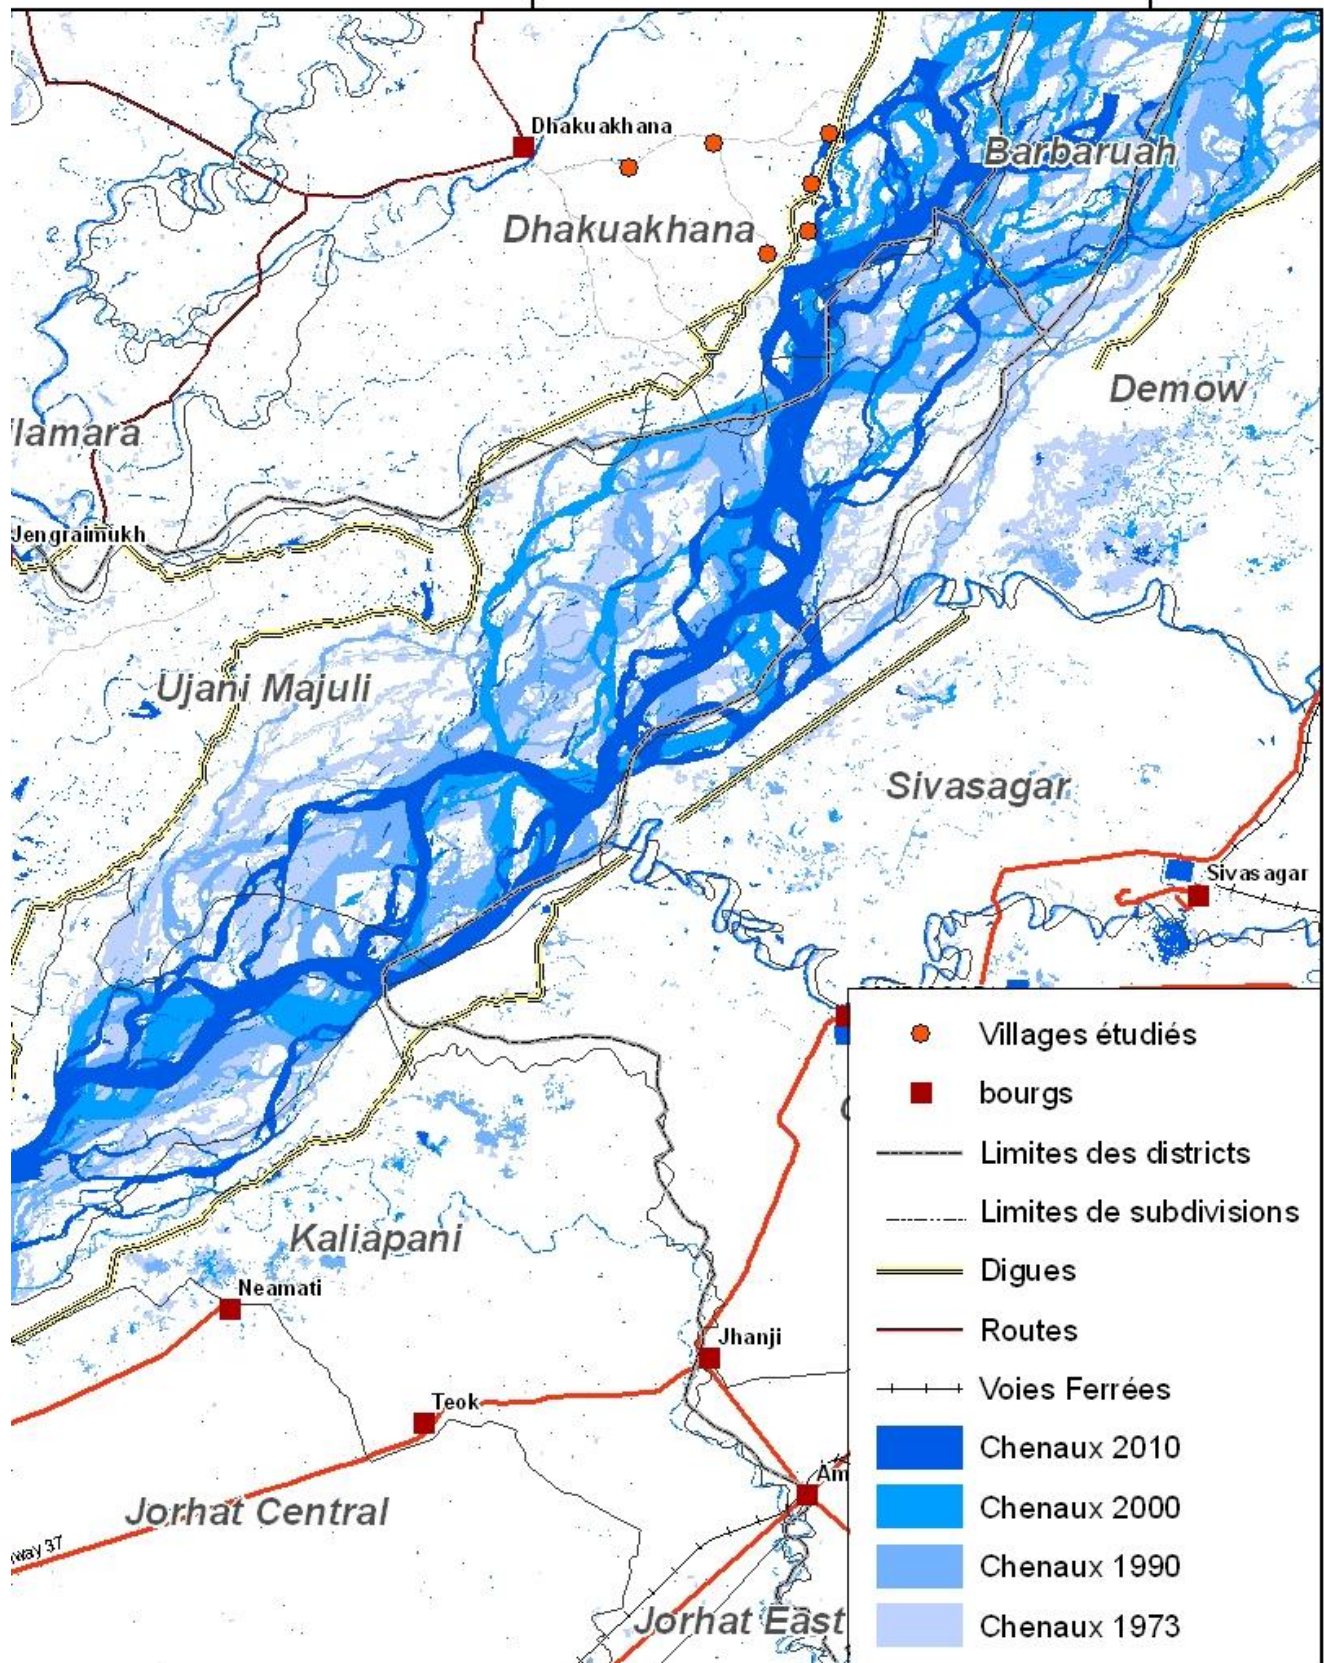 Dhakuakhana
Barbaruah
Dhakuakhana
Demow
Jengraimukh
Ujani Majuli
Sivasagar
Sivasagar
Villages étudiés
bourgs
Limites des districts
Limites de subdivisions
Kaliapani
Digues
Neamati
Routes
Jhanji
Voies Ferrées
Teok
Chenaux 2010
Am
Jorhat Central
Chenaux 2000
37
Chenaux 1990
Jorhat East
Chenaux 1973